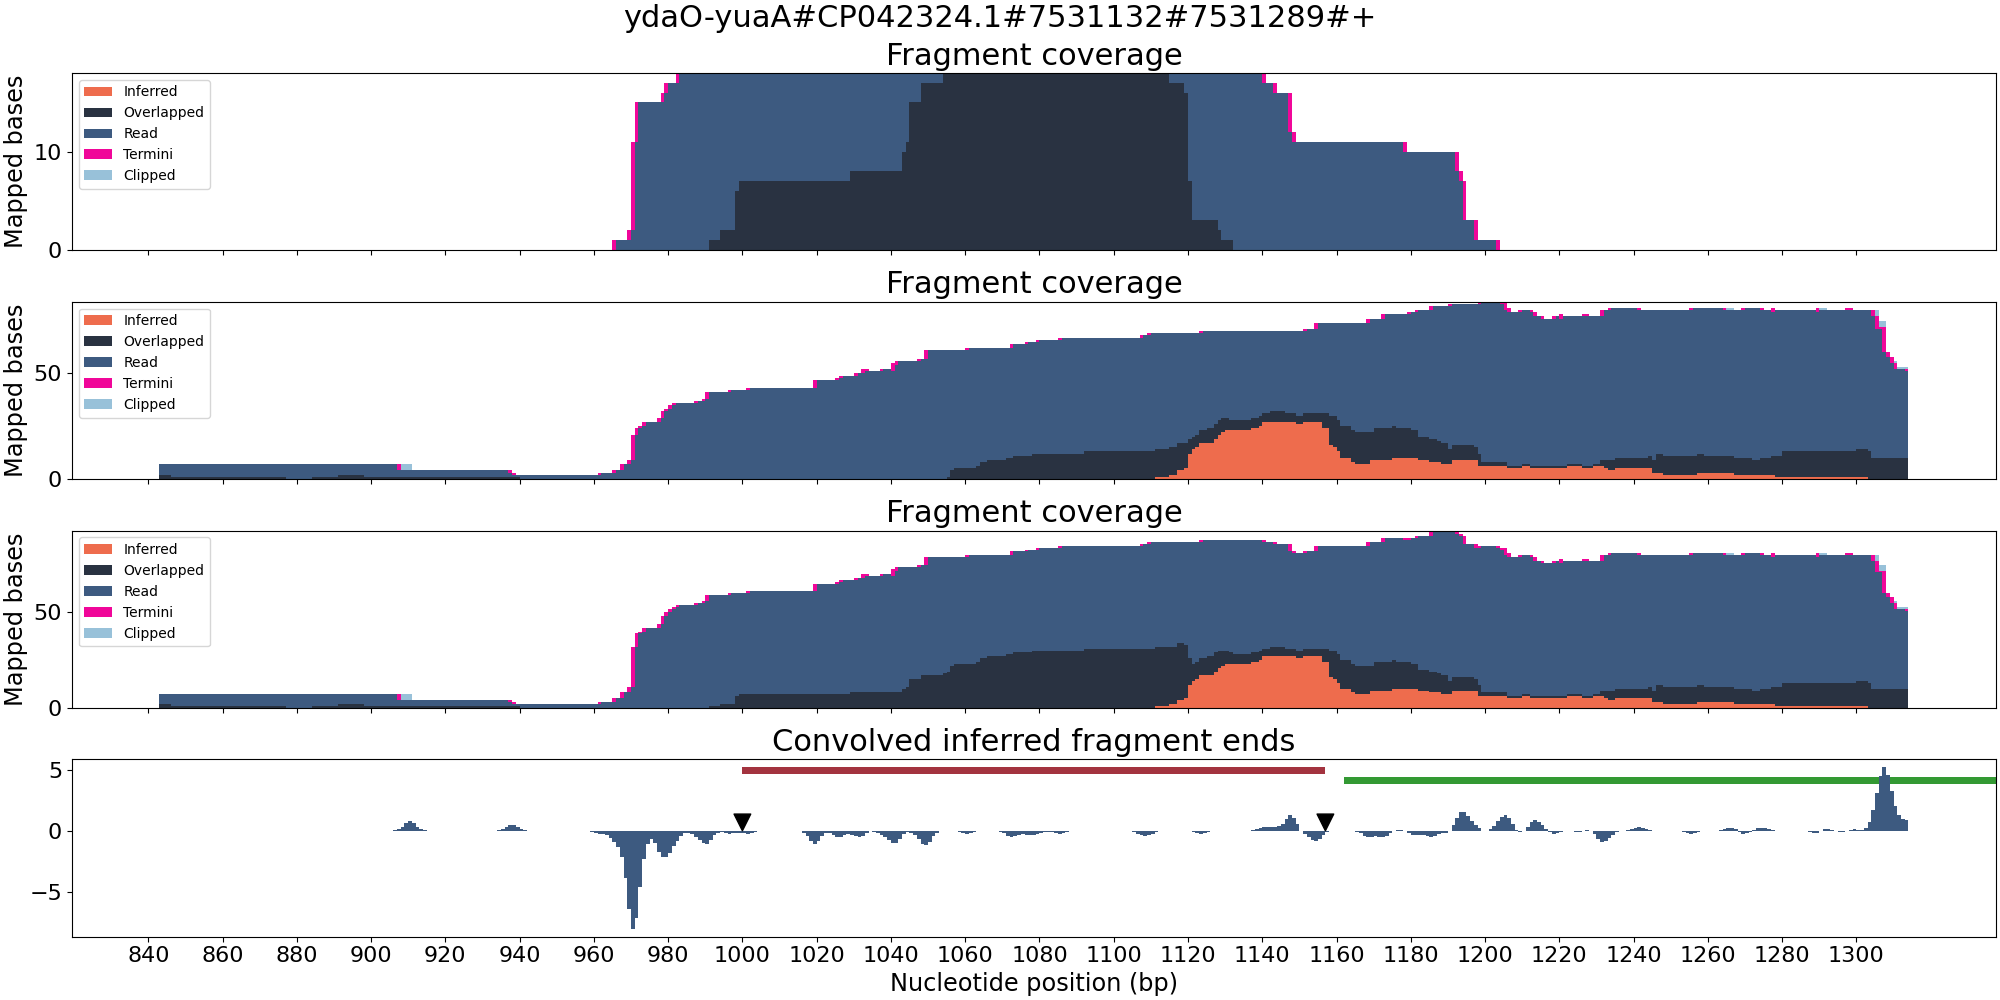 ydaO-yuaA#CP042324.1#7531132#7531289#+
Fragment coverage
Mapped bases
10
0
Inferred
Overlapped
Read
Termini
Clipped
Fragment coverage
Mapped bases
50
0
Inferred
Overlapped
Read
Termini
Clipped
Fragment coverage
Mapped bases
50
0
Inferred
Overlapped
Read
Termini
Clipped
Convolved inferred fragment ends
5
0
−5
840 860 880 900 920 940 960 980 1000 1020 1040 1060 1080 1100 1120 1140 1160 1180 1200 1220 1240 1260 1280 1300
Nucleotide position (bp)